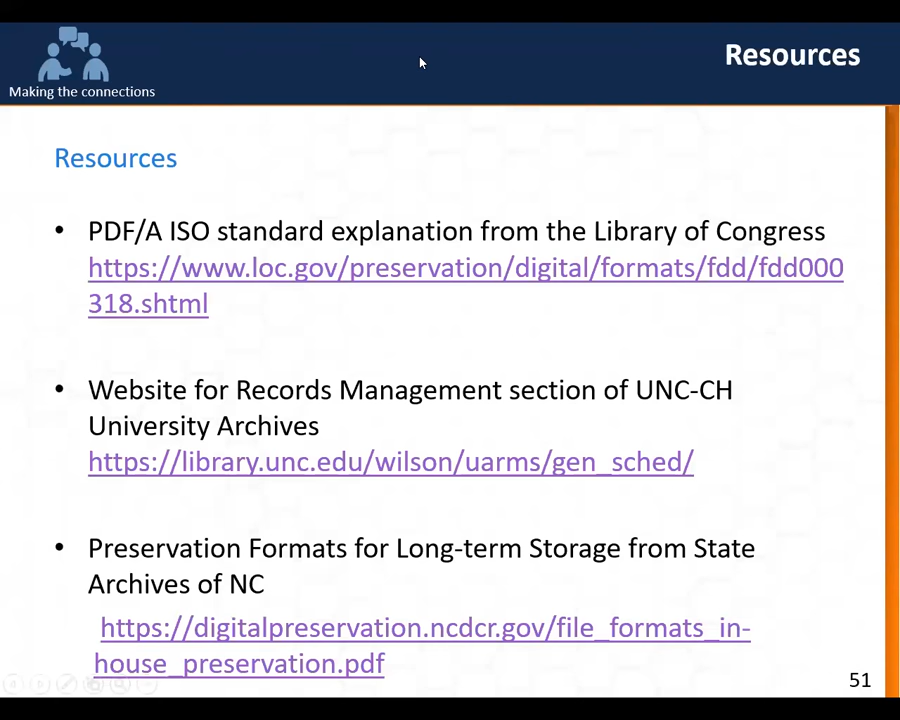 Making the connections
Resources
Resources
• PDF/A ISO standard explanation from the Library of Congress
https://www.loc.gov/preservation/digital/formats/fdd/fdd000
318.shtml
• Website for Records Management section of UNC-CH
University Archives
https://library.unc.edu/wilson/uarms/gen_sched/
• Preservation Formats for Long-term Storage from State
Archives of NC
https://digitalpreservation.ncdcr.gov/file_formats_in-
house_preservation.pdf
51